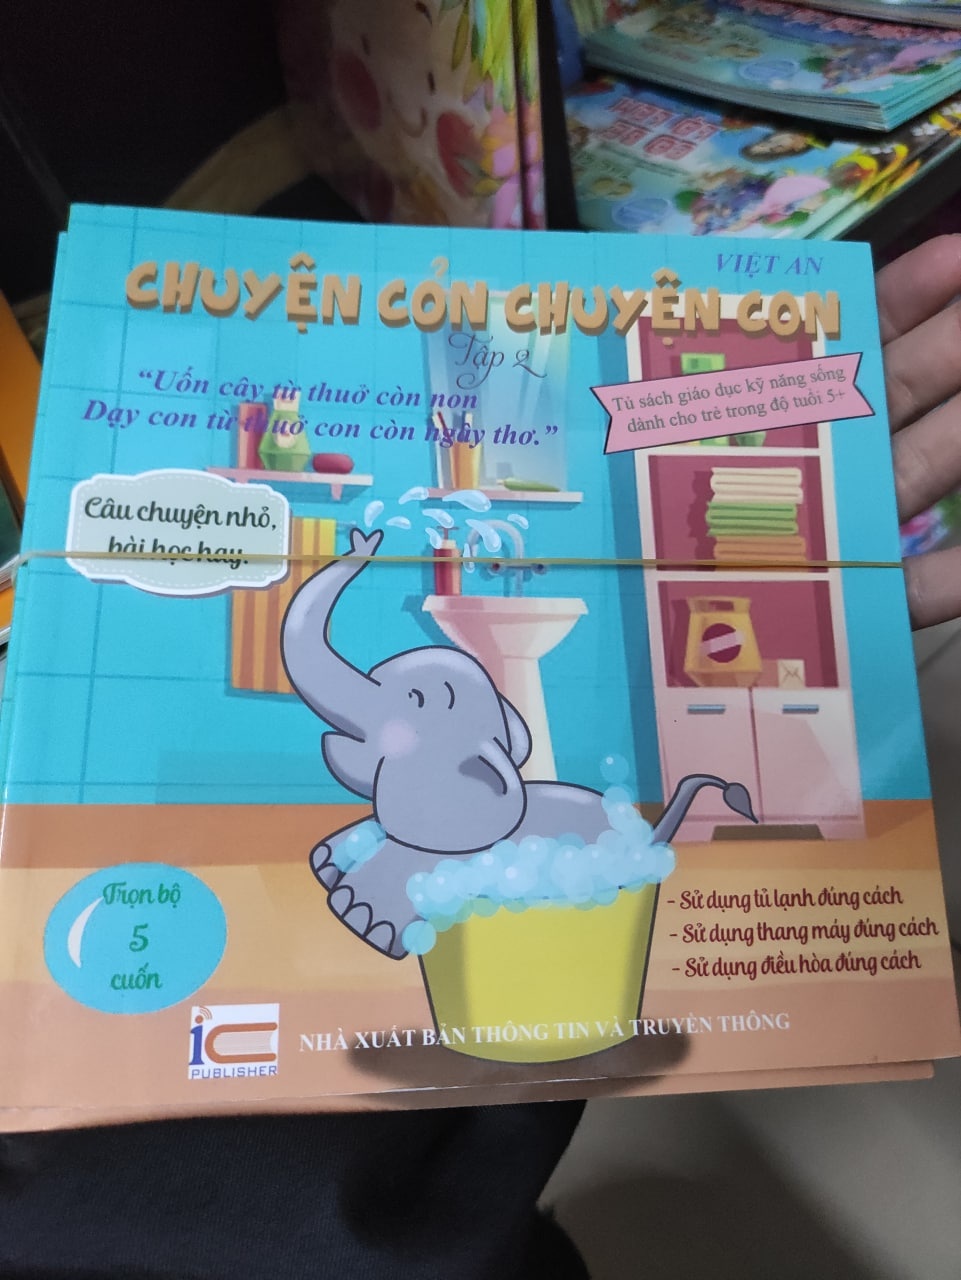 VIỆT AN
CHUYỆN CỎN CHUYỆN CON
Tập 2
“Uốn cây từ thuở còn non
Dạy con từ thuở con còn ngây thơ.”
Tủ sách giáo dục kỹ năng sống
dành cho trẻ trong độ tuổi 5+
Câu chuyện nhỏ,
bài học hay.
Trọn bộ
5
cuốn
- Sử dụng tủ lạnh đúng cách
- Sử dụng thang máy đúng cách
- Sử dụng điều hòa đúng cách
iC
PUBLISHER
NHÀ XUẤT BẢN THÔNG TIN VÀ TRUYỀN THÔNG